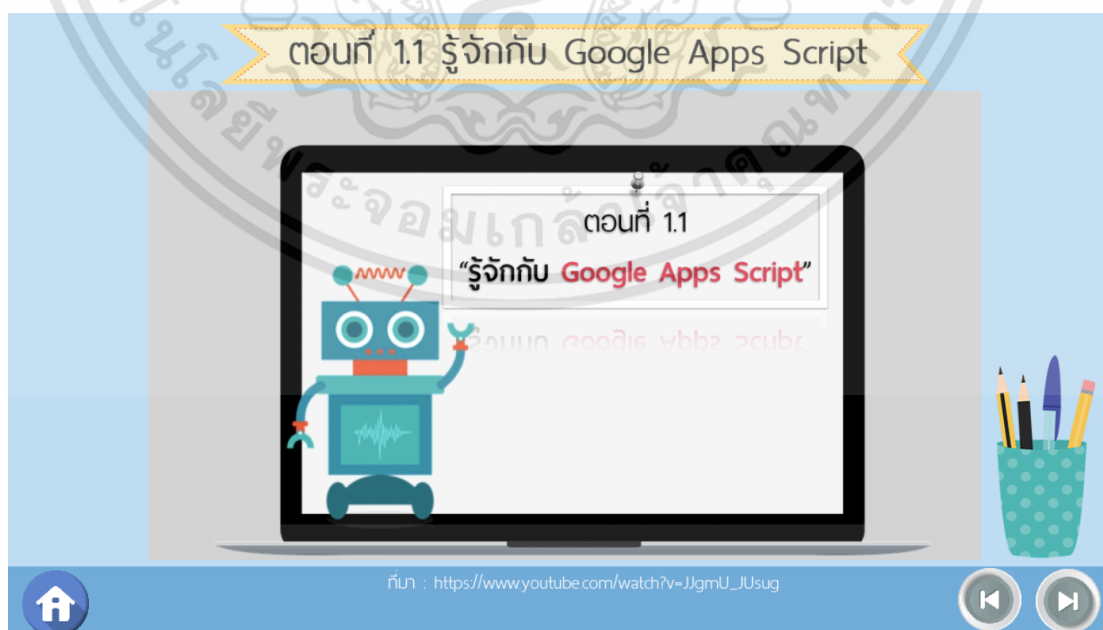 ตอนที่ 1.1 รู้จักกับ Google Apps Script
ตอนที่ 1.1
“รู้จักกับ Google Apps Script”
ที่มา : https://www.youtube.com/watch?v=JJgmU_JUsug